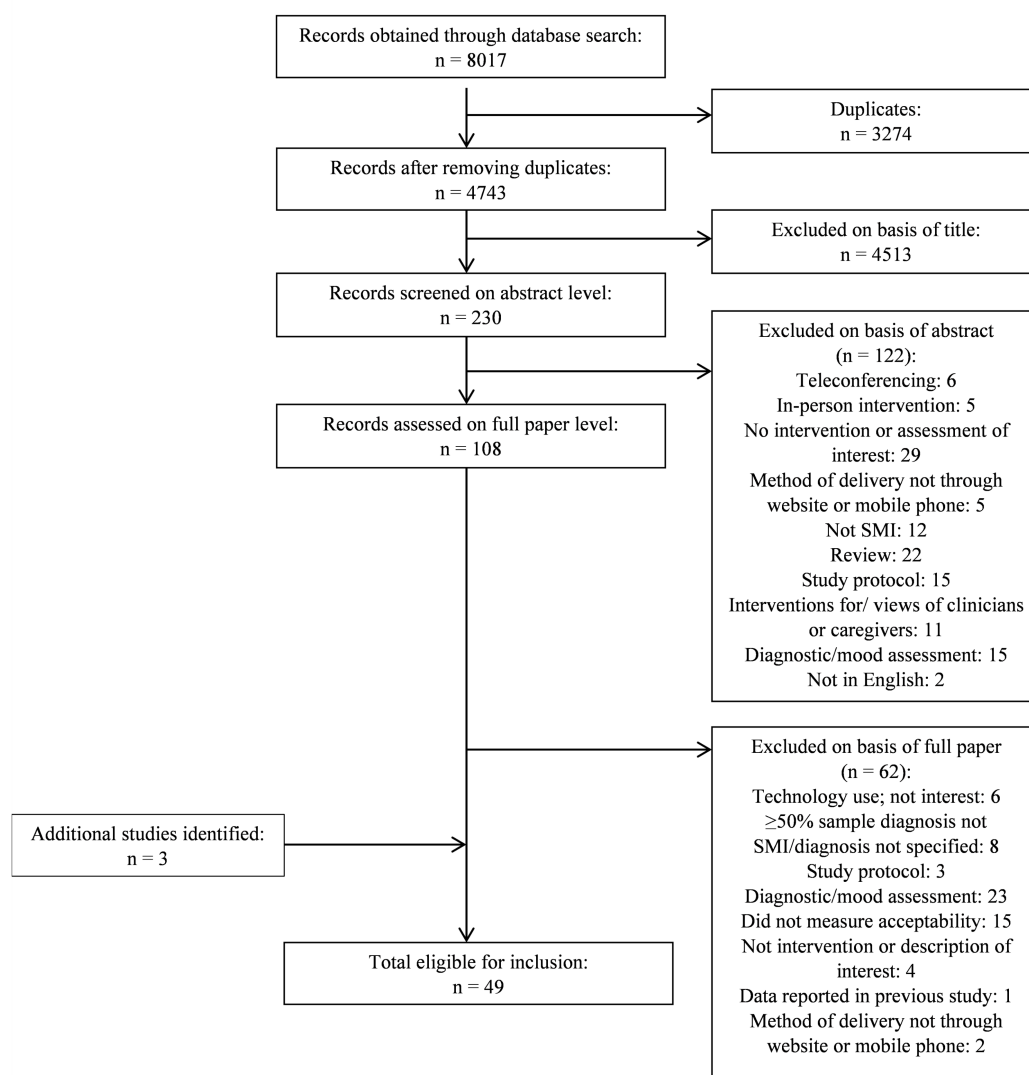 Records obtained through database search:
n = 8017
Duplicates:
n = 3274
Records after removing duplicates:
n = 4743
Excluded on basis of title:
n = 4513
Records screened on abstract level:
n = 230
Excluded on basis of abstract
(n = 122):
Teleconferencing: 6
In-person intervention: 5
No intervention or assessment of
interest: 29
Method of delivery not through
website or mobile phone: 5
Not SMI: 12
Review: 22
Study protocol: 15
Interventions for/ views of clinicians
or caregivers: 11
Diagnostic/mood assessment: 15
Not in English: 2
Records assessed on full paper level:
n = 108
Excluded on basis of full paper
(n = 62):
Technology use; not interest: 6
≥50% sample diagnosis not
SMI/diagnosis not specified: 8
Study protocol: 3
Diagnostic/mood assessment: 23
Did not measure acceptability: 15
Not intervention or description of
interest: 4
Data reported in previous study: 1
Method of delivery not through
website or mobile phone: 2
Additional studies identified:
n = 3
Total eligible for inclusion:
n = 49